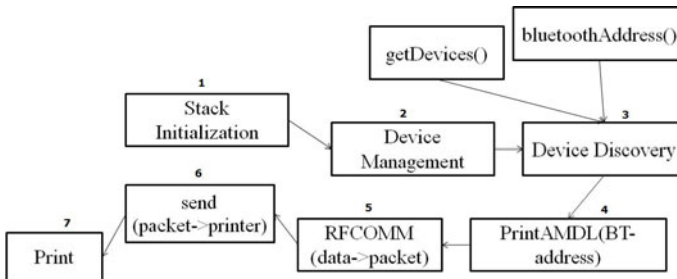 getDevices()
bluetoothAddress()
1
Stack
Initialization
2
Device
Management
3
Device Discovery
4
PrintAMDL(BT-
address)
5
RFCOMM
(data->packet)
6
send
(packet->printer)
7
Print